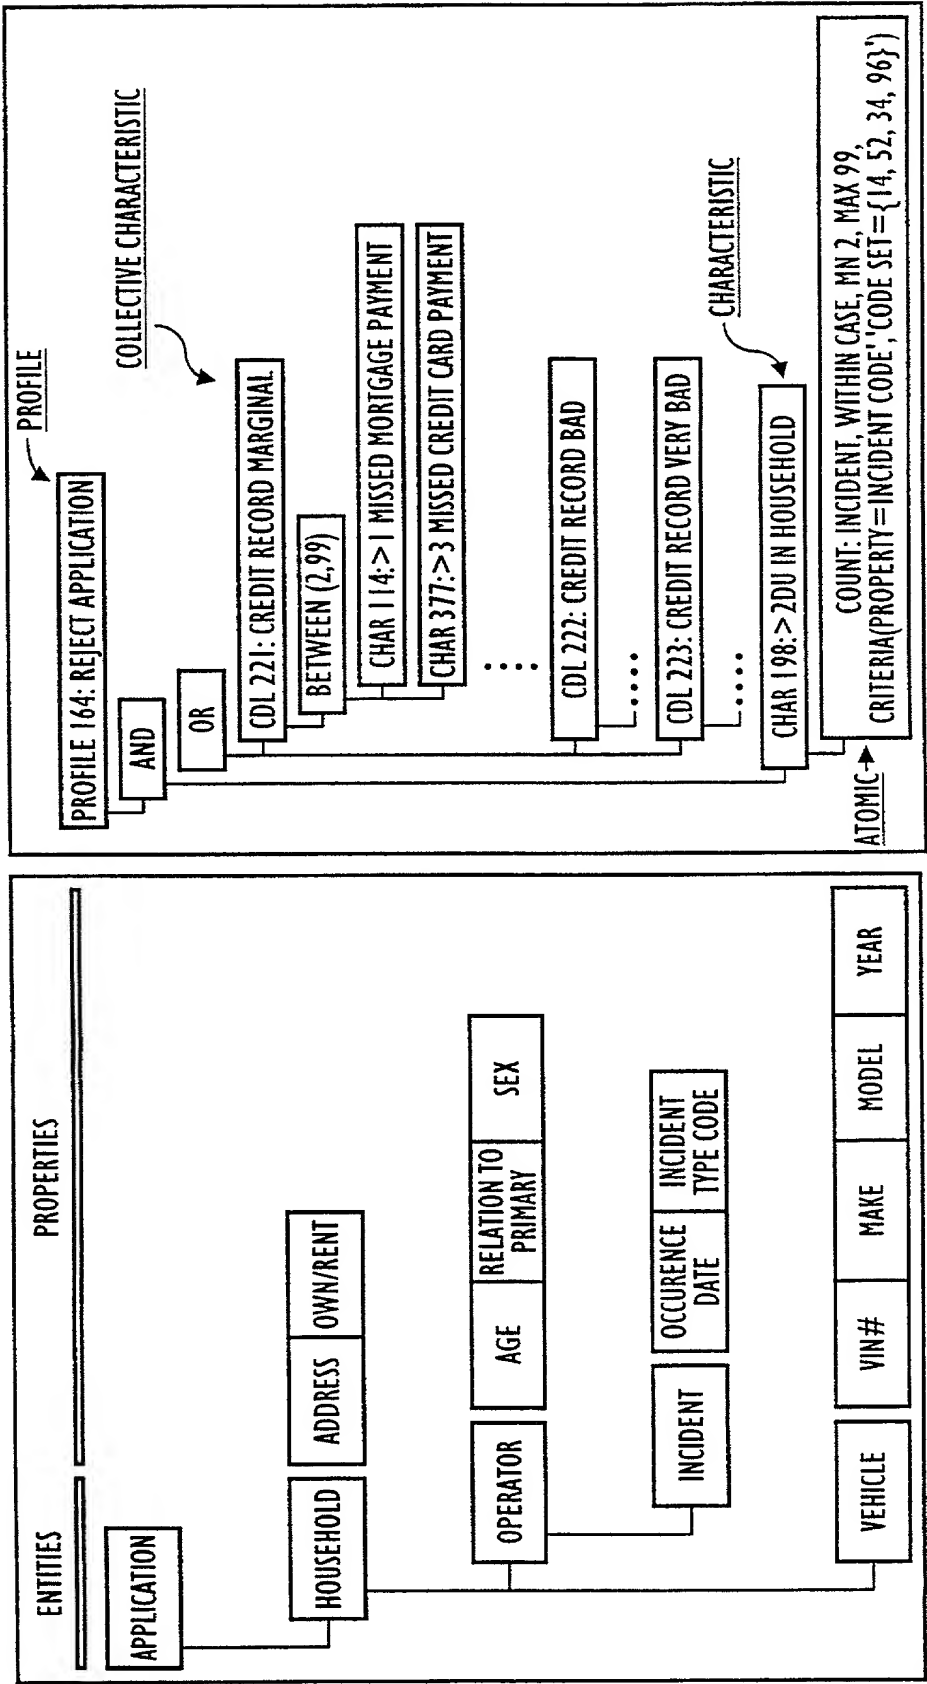 ENTITIES
PROPERTIES
APPLICATION
HOUSEHOLD
ADDRESS
OWN/RENT
OPERATOR
AGE
RELATION TO
PRIMARY
SEX
INCIDENT
OCCURENCE
DATE
INCIDENT
TYPE CODE
VEHICLE
VIN#
MAKE
MODEL
YEAR
PROFILE
PROFILE 164: REJECT APPLICATION
AND
OR
COLLECTIVE CHARACTERISTIC
CDL 221: CREDIT RECORD MARGINAL
BETWEEN (2,99)
CHAR 114:>1 MISSED MORTGAGE PAYMENT
CHAR 377:>3 MISSED CREDIT CARD PAYMENT
....
CDL 222: CREDIT RECORD BAD
....
CDL 223: CREDIT RECORD VERY BAD
....
CHARACTERISTIC
CHAR 198:>2DU IN HOUSEHOLD
ATOMIC
COUNT: INCIDENT, WITHIN CASE, MN 2, MAX 99,
CRITERIA(PROPERTY=INCIDENT CODE','CODE SET={14, 52, 34, 96}')